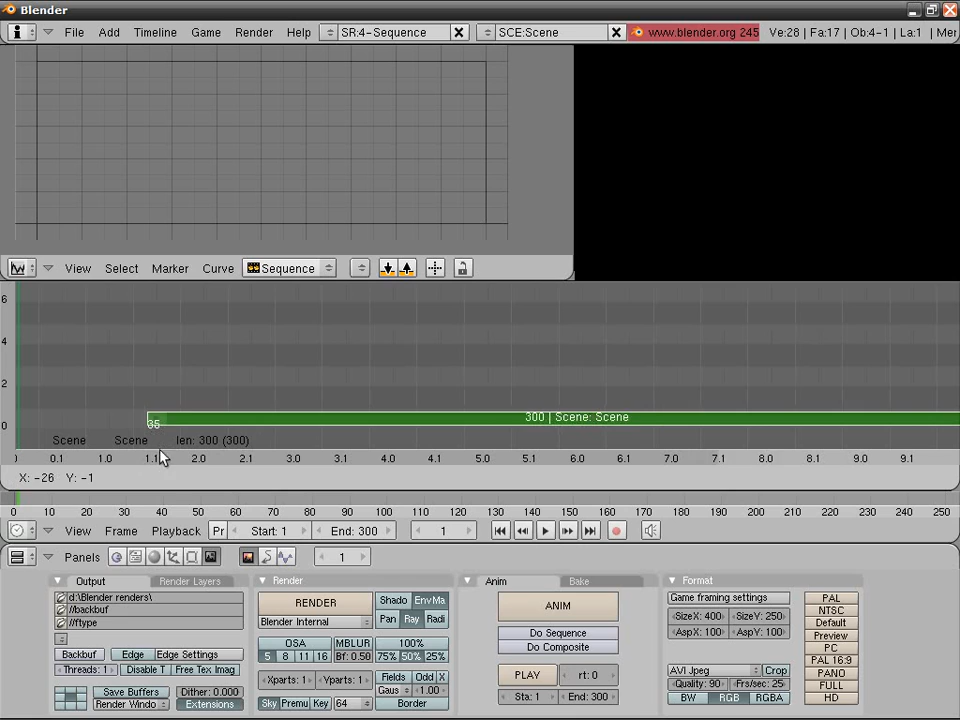 Blender
File Add Timeline Game Render Help SR:4-Sequence SCE:Scene www.blender.org 245 Ve:28 | Fa:17 | Ob:4-1 | La:1 | Mer
View Select Marker Curve Sequence
6
4
2
300 | Scene: Scene
35
0
Scene Scene len: 300 (300)
0.1 1.0 1.1 2.0 2.1 3.0 3.1 4.0 4.1 5.0 5.1 6.0 6.1 7.0 7.1 8.0 8.1 9.0 9.1
X: -26 Y: -1
0 10 20 30 40 50 60 70 80 90 100 110 120 130 140 150 160 170 180 190 200 210 220 230 240 250
View Frame Playback Pr Start: 1 End: 300 1
Panels 1
Output Render Layers Render Anim Bake Format
d:\Blender renders\
//backbuf
//ftype
Backbuf Edge Edge Settings
Threads: 1 Disable T Free Tex Imag
Save Buffers Dither: 0.000
Render Windo Extensions
RENDER Shado EnvMa
Blender Internal Pan Ray Radi
OSA MBLUR 100%
5 8 11 16 Bf: 0.50 75% 50% 25%
Xparts: 1 Yparts: 1 Fields Odd X
Gaus 1.00
Sky Premu Key 64 Border
ANIM
Do Sequence
Do Composite
PLAY rt: 0
Sta: 1 End: 300
Game framing settings
SizeX: 400 SizeY: 250
AspX: 100 AspY: 100
AVI Jpeg Crop
Quality: 90 Frs/sec: 25
BW RGB RGBA
PAL
NTSC
Default
Preview
PC
PAL 16:9
PANO
FULL
HD